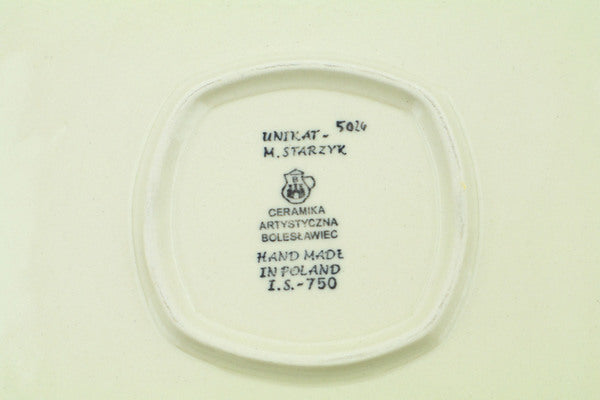 UNIKAT - 5024
M. STARZYK
B
CERAMIKA
ARTYSTYCZNA
BOLESŁAWIEC
HAND MADE
IN POLAND
I.S.-750